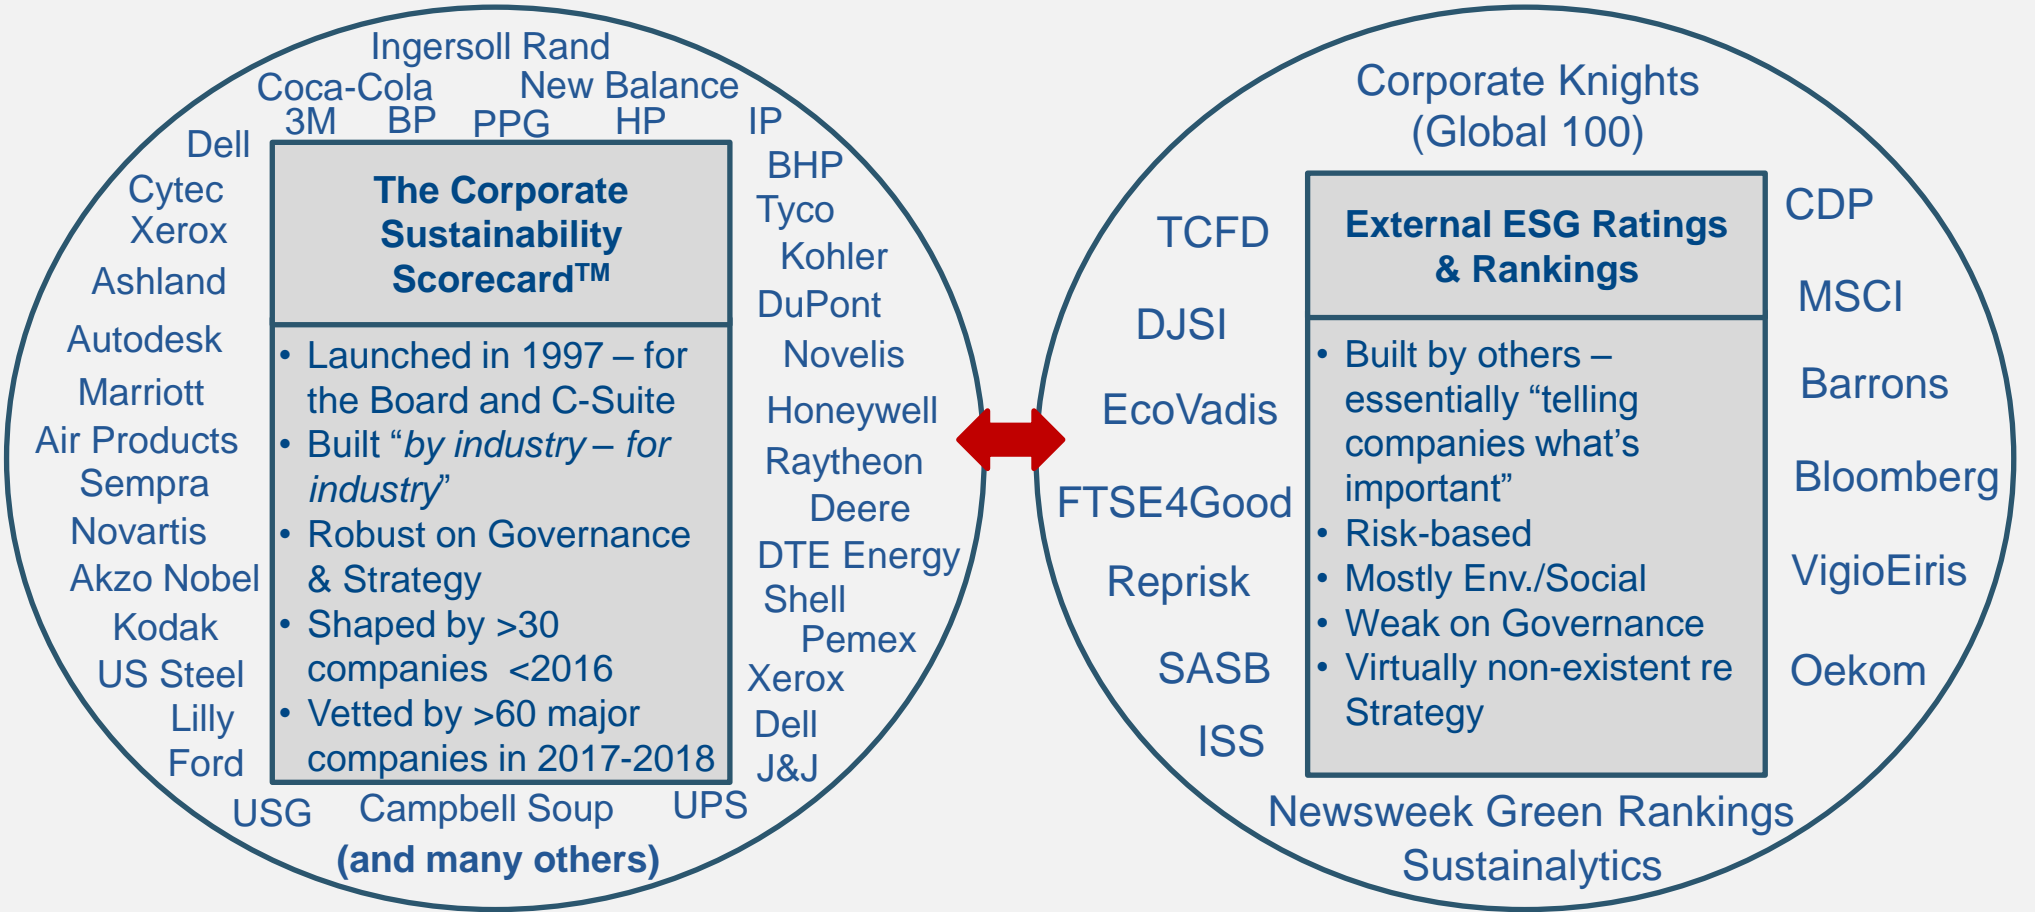 Ingersoll Rand
Coca-Cola
New Balance
3M
BP
PPG
HP
IP
Dell
Cytec
Xerox
Ashland
Autodesk
Marriott
Air Products
Sempra
Novartis
Akzo Nobel
Kodak
US Steel
Lilly
Ford
USG
Campbell Soup
UPS
(and many others)
The Corporate
Sustainability
Scorecard™
• Launched in 1997 – for
the Board and C-Suite
• Built “by industry – for
industry”
• Robust on Governance
& Strategy
• Shaped by >30
companies <2016
• Vetted by >60 major
companies in 2017-2018
BHP
Tyco
Kohler
DuPont
Novelis
Honeywell
Raytheon
Deere
DTE Energy
Shell
Pemex
Xerox
Dell
J&J
Corporate Knights
(Global 100)
TCFD
DJSI
EcoVadis
FTSE4Good
Reprisk
SASB
ISS
External ESG Ratings
& Rankings
• Built by others –
essentially “telling
companies what’s
important”
• Risk-based
• Mostly Env./Social
• Weak on Governance
• Virtually non-existent re
Strategy
CDP
MSCI
Barrons
Bloomberg
VigioEiris
Oekom
Newsweek Green Rankings
Sustainalytics